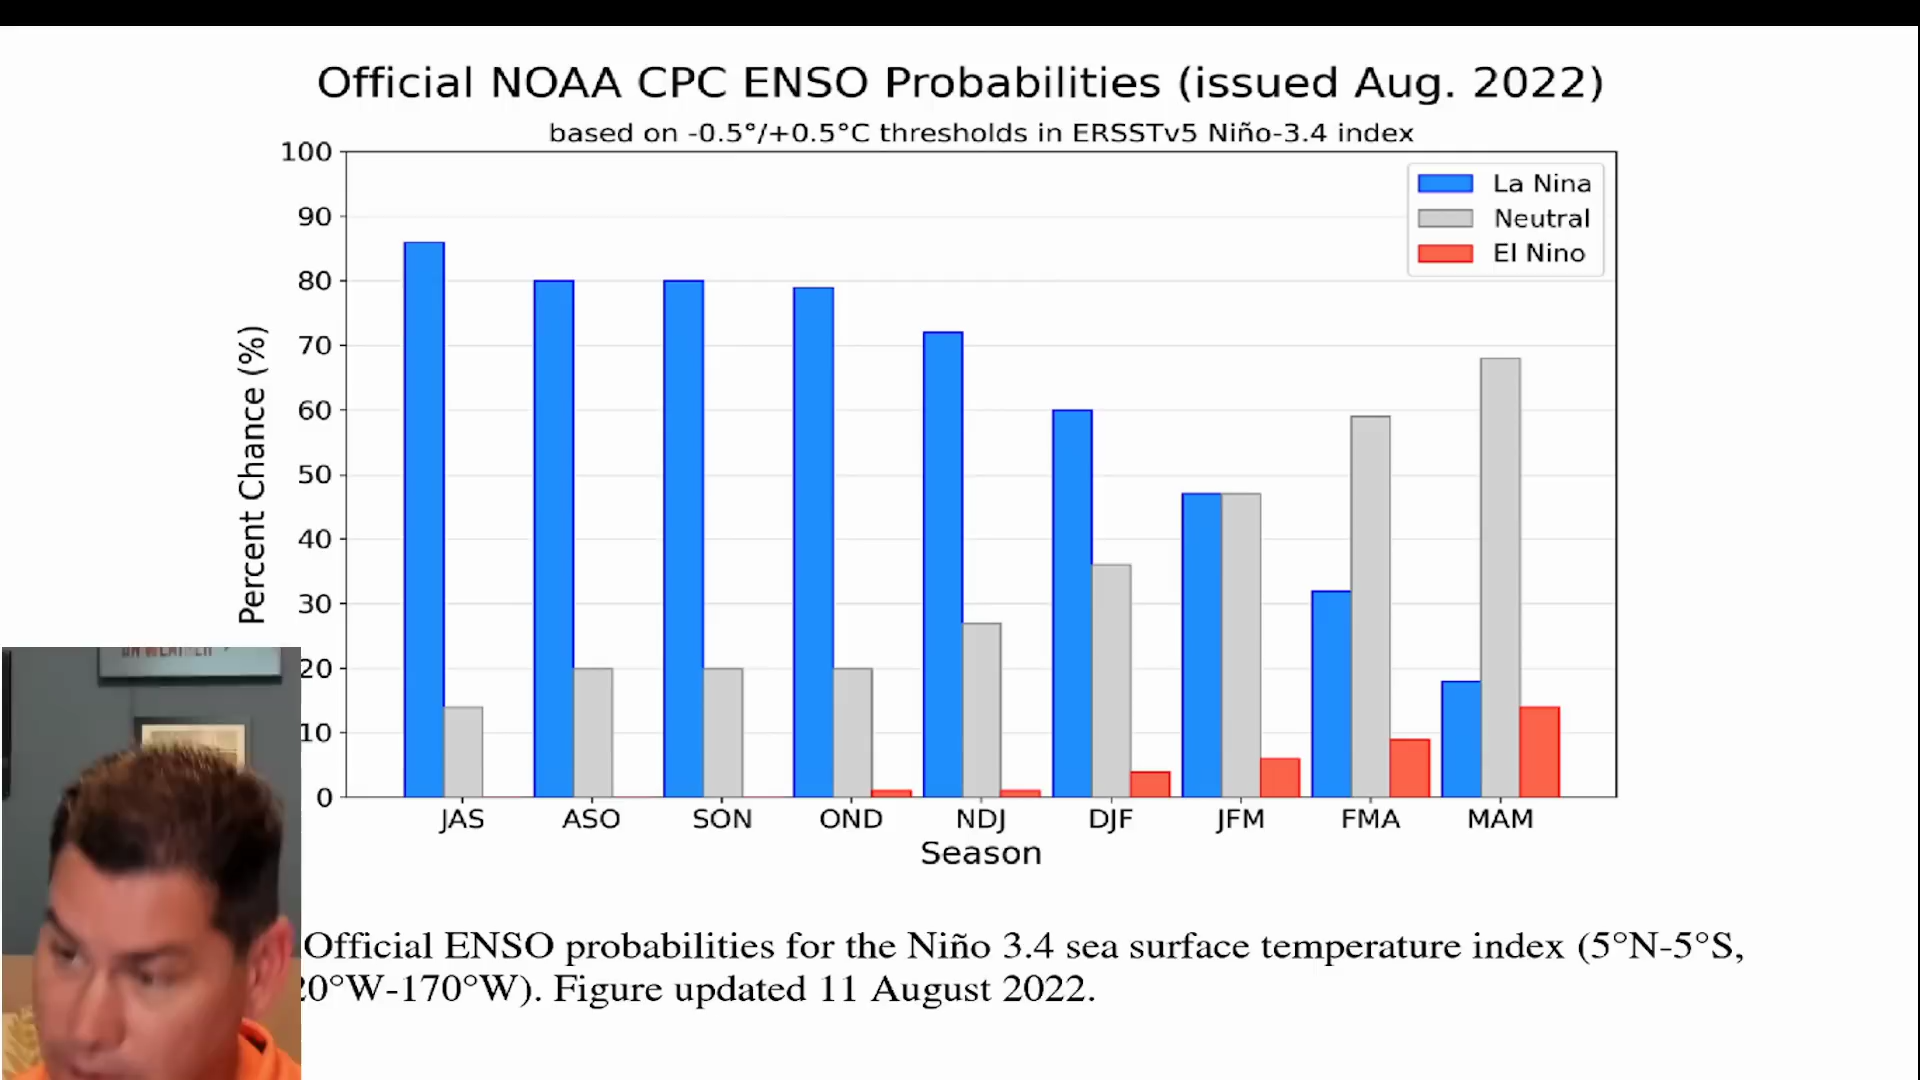 Official NOAA CPC ENSO Probabilities (issued Aug. 2022)
based on -0.5°/+0.5°C thresholds in ERSSTv5 Niño-3.4 index
100
90
80
70
60
50
40
30
20
10
0
Percent Chance (%)
La Nina
Neutral
El Nino
JAS ASO SON OND NDJ DJF JFM FMA MAM
Season
Official ENSO probabilities for the Niño 3.4 sea surface temperature index (5°N-5°S,
20°W-170°W). Figure updated 11 August 2022.